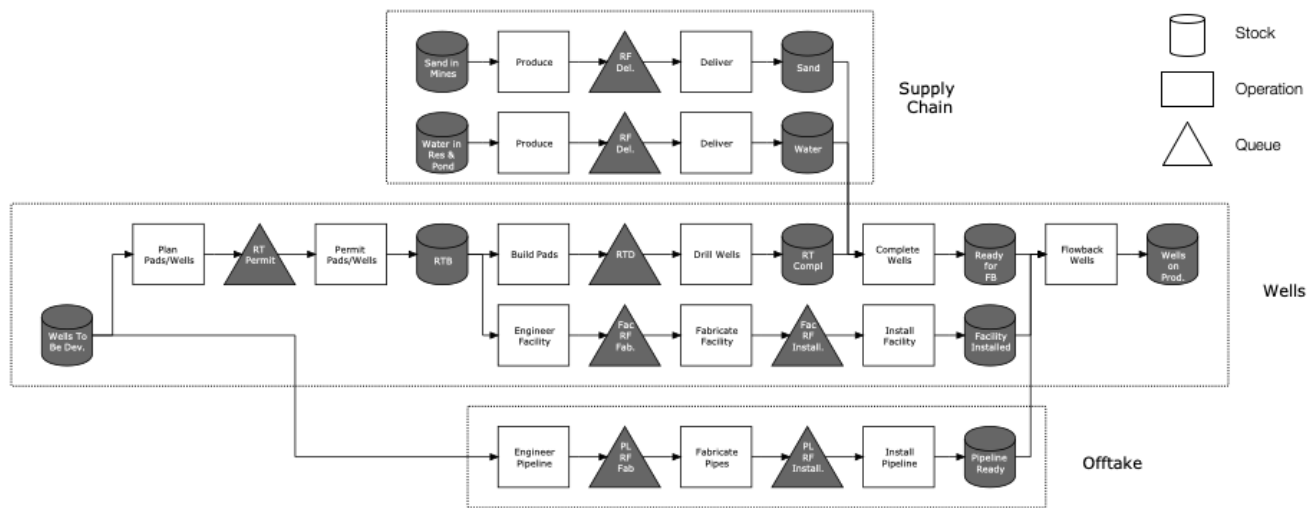 Sand in
Mines
Produce
RF
Del.
Deliver
Sand
Supply
Chain
Stock
Operation
Queue
Water in
Res &
Pond
Produce
RF
Del.
Deliver
Water
Plan
Pads/Wells
RT
Permit
Permit
Pads/Wells
RTB
Build Pads
RTD
Drill Wells
RT
Compl
Complete
Wells
Ready
for
FB
Flowback
Wells
Wells
on
Prod.
Wells
Wells To
Be Dev.
Engineer
Facility
Fac
RF
Fab.
Fabricate
Facility
Fac
RF
Install.
Install
Facility
Facility
Installed
Engineer
Pipeline
PL
RF
Fab
Fabricate
Pipes
PL
RF
Install.
Install
Pipeline
Pipeline
Ready
Offtake